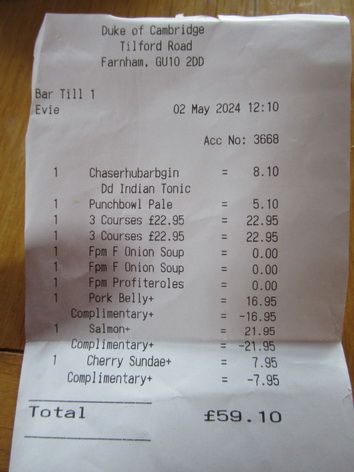 Duke of Cambridge
Tilford Road
Farnham, GU10 2DD
Bar Till 1
Evie 02 May 2024 12:10
Acc No: 3668
1 Chaserhubarbgin = 8.10
Dd Indian Tonic
1 Punchbowl Pale = 5.10
1 3 Courses £22.95 = 22.95
1 3 Courses £22.95 = 22.95
1 Fpm F Onion Soup = 0.00
1 Fpm F Onion Soup = 0.00
1 Fpm Profiteroles = 0.00
1 Pork Belly+ = 16.95
Complimentary+ = -16.95
1 Salmon+ = 21.95
Complimentary+ = -21.95
1 Cherry Sundae+ = 7.95
Complimentary+ = -7.95
Total £59.10